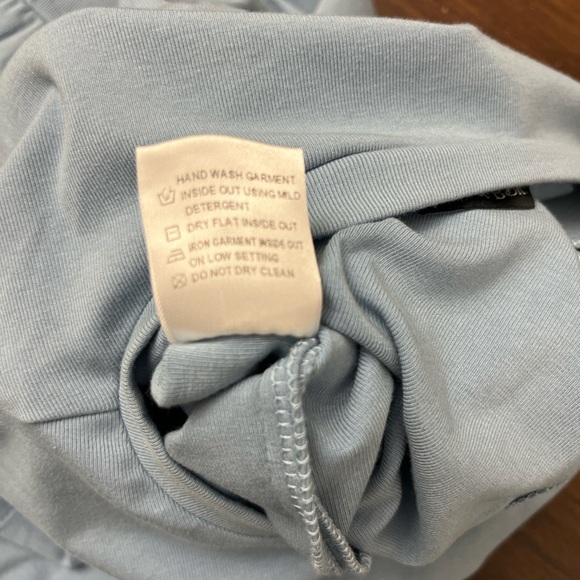 HAND WASH GARMENT
INSIDE OUT USING MILD
DETERGENT
DRY FLAT INSIDE OUT
IRON GARMENT INSIDE OUT
ON LOW SETTING
DO NOT DRY CLEAN